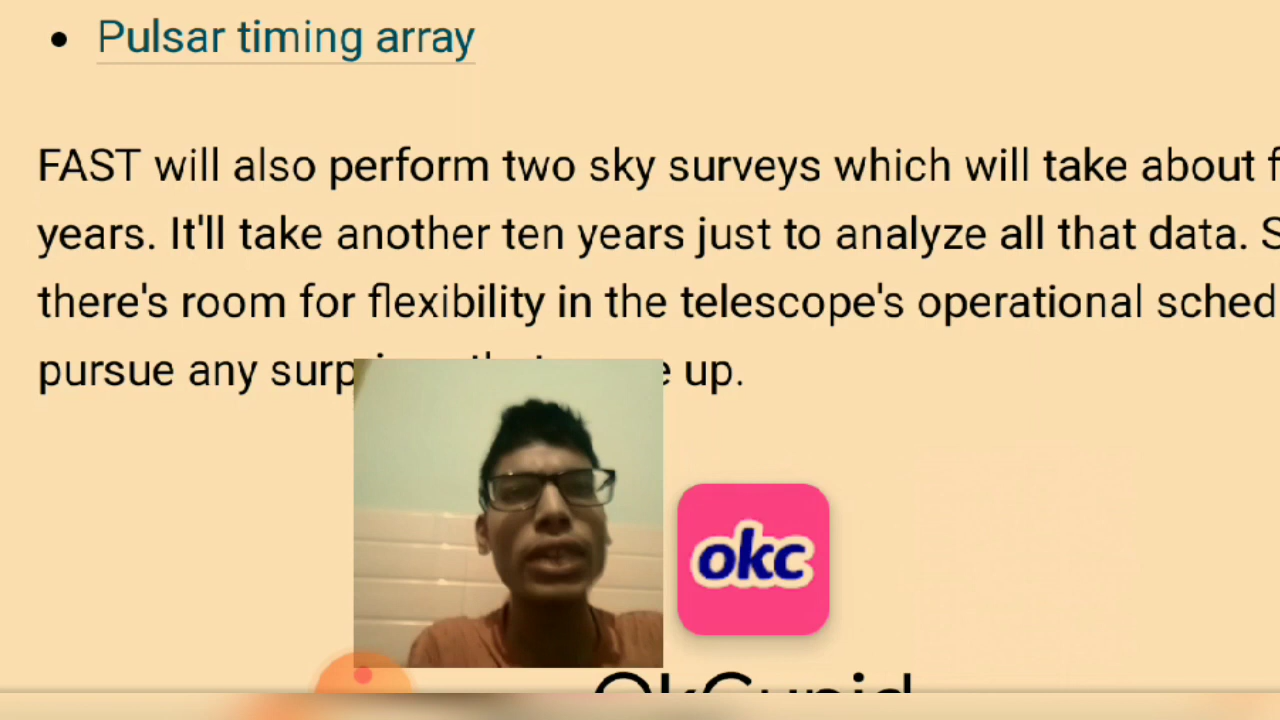 Pulsar timing array
FAST will also perform two sky surveys which will take about
years. It'll take another ten years just to analyze all that data.
there's room for flexibility in the telescope's operational
pursue any up.
okc
OkCupid